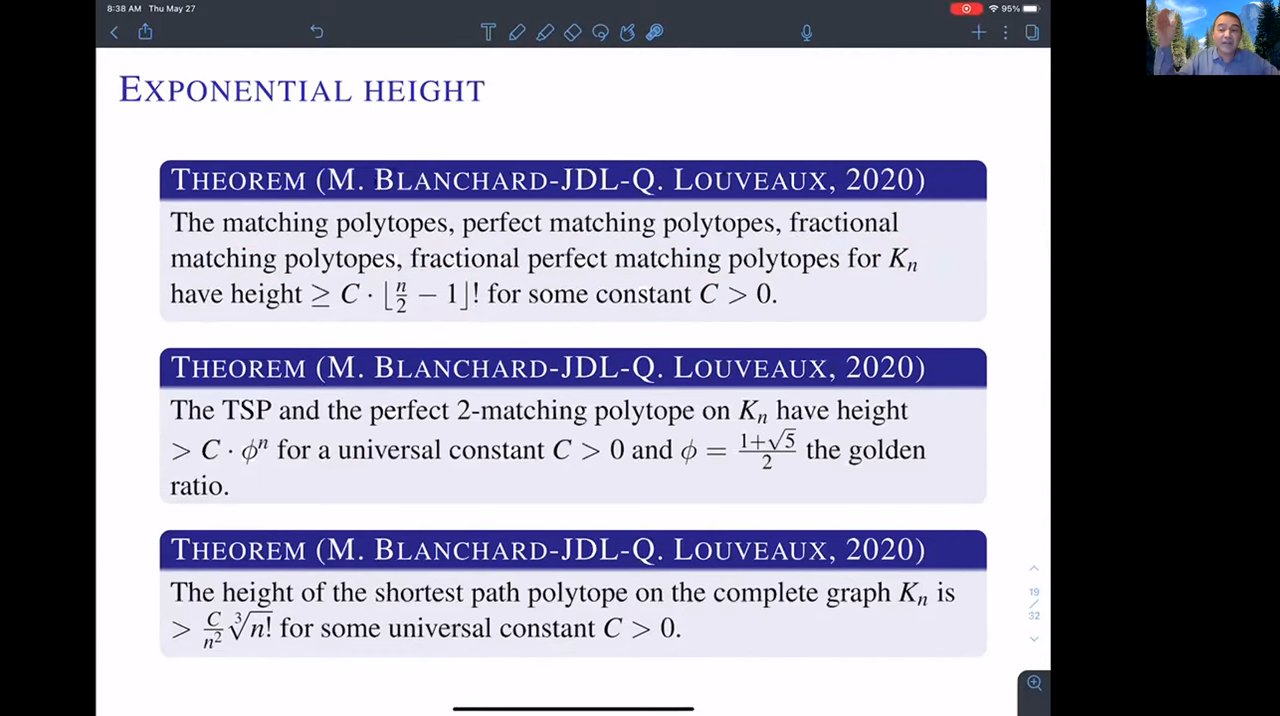 8:38 AM Thu May 27
95%
EXPONENTIAL HEIGHT
THEOREM (M. BLANCHARD-JDL-Q. LOUVEAUX, 2020)
The matching polytopes, perfect matching polytopes, fractional
matching polytopes, fractional perfect matching polytopes for Kₙ
have height ≥ C · ⌊n/2 − 1⌋! for some constant C > 0.
THEOREM (M. BLANCHARD-JDL-Q. LOUVEAUX, 2020)
The TSP and the perfect 2-matching polytope on Kₙ have height
> C · ϕⁿ for a universal constant C > 0 and ϕ = (1+√5)/2 the golden
ratio.
THEOREM (M. BLANCHARD-JDL-Q. LOUVEAUX, 2020)
The height of the shortest path polytope on the complete graph Kₙ is
> C/n² ∛n! for some universal constant C > 0.
19
/
32